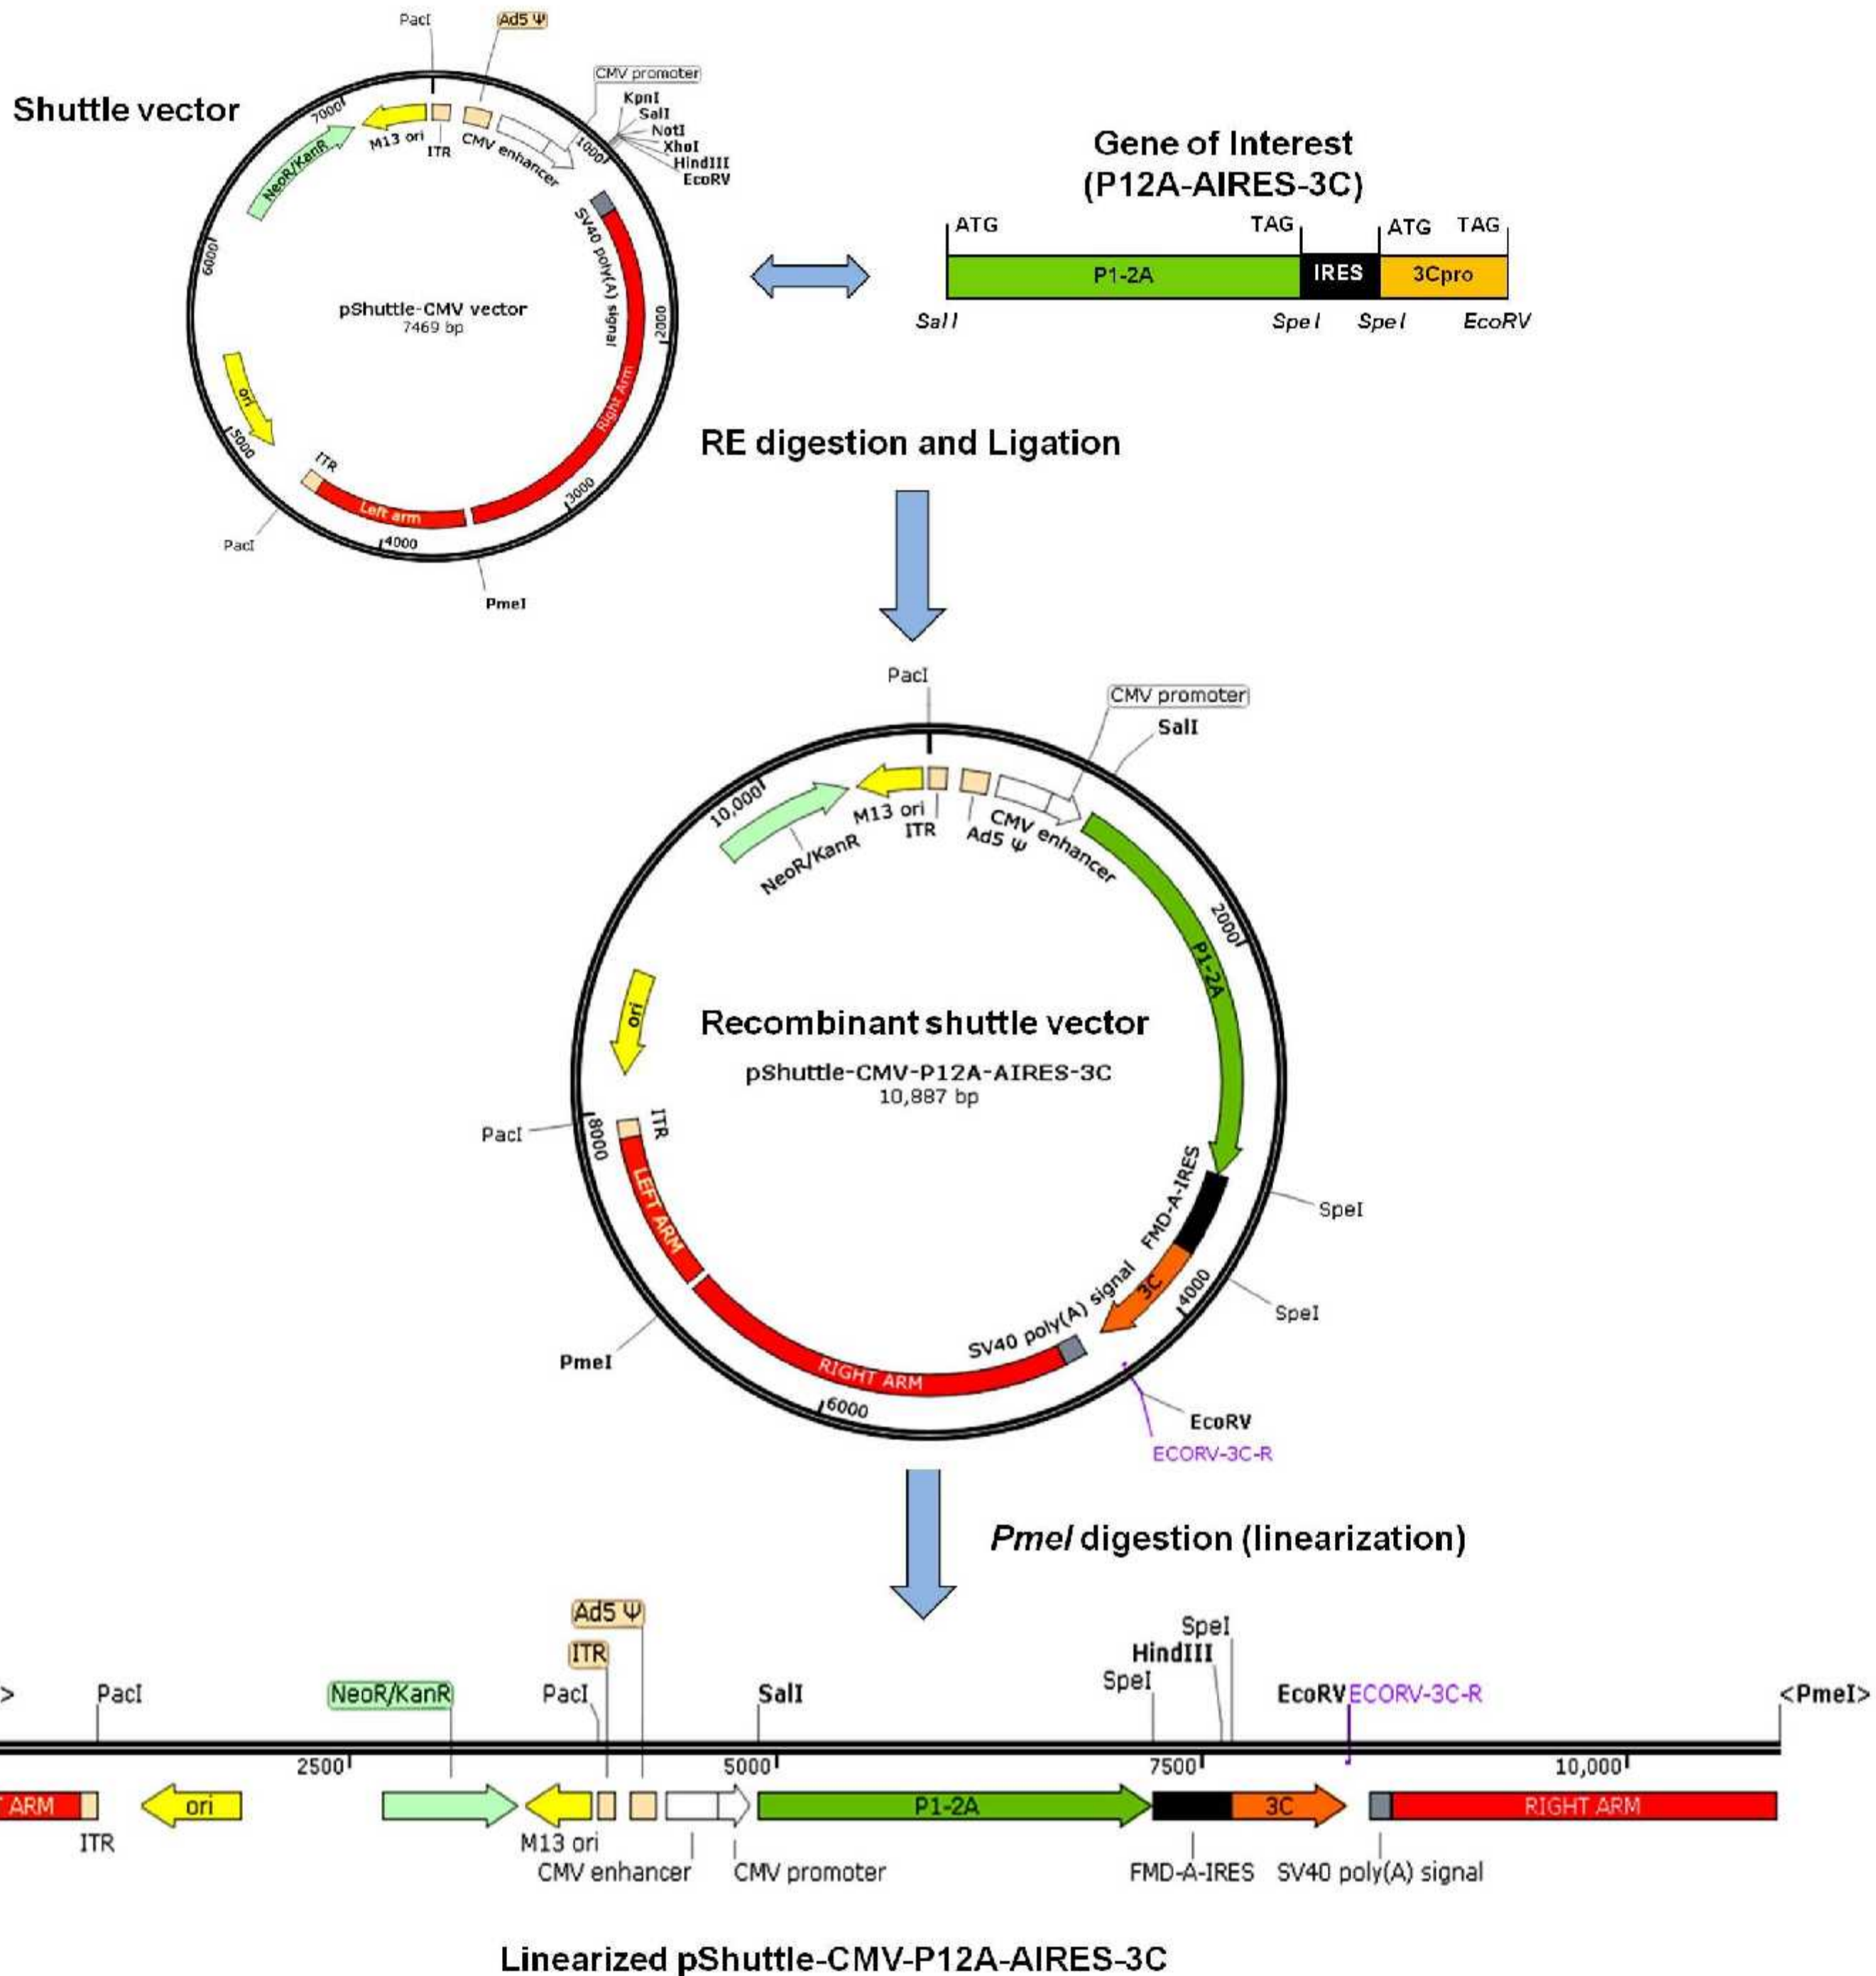 PacI
Ad5 Ψ
Shuttle vector
CMV promoter
KpnI
SalI
NotI
XhoI
HindIII
EcoRV
7000
M13 ori
ITR
CMV enhancer
1000
NeoR/KanR
SV40 poly(A) signal
6000
pShuttle-CMV vector
7469 bp
2000
Right Arm
ori
5000
ITR
Left arm
3000
4000
PacI
PmeI
Gene of Interest
(P12A-AIRES-3C)
ATG TAG ATG TAG
P1-2A IRES 3Cpro
SalI SpeI SpeI EcoRV
RE digestion and Ligation
PacI
CMV promoter
SalI
10,000
M13 ori
ITR
Ad5 Ψ
CMV enhancer
NeoR/KanR
2000
P1-2A
ori
Recombinant shuttle vector
pShuttle-CMV-P12A-AIRES-3C
10,887 bp
PacI
8000
ITR
LEFT ARM
FMD-A-IRES
SpeI
3C
4000
SpeI
SV40 poly(A) signal
PmeI
RIGHT ARM
6000
EcoRV
ECORV-3C-R
PmeI digestion (linearization)
Ad5 Ψ
SpeI
ITR
HindIII
> PacI NeoR/KanR PacI SalI SpeI EcoRV ECORV-3C-R <PmeI>
2500 5000 7500 10,000
ARM ori P1-2A 3C RIGHT ARM
ITR M13 ori
CMV enhancer CMV promoter FMD-A-IRES SV40 poly(A) signal
Linearized pShuttle-CMV-P12A-AIRES-3C